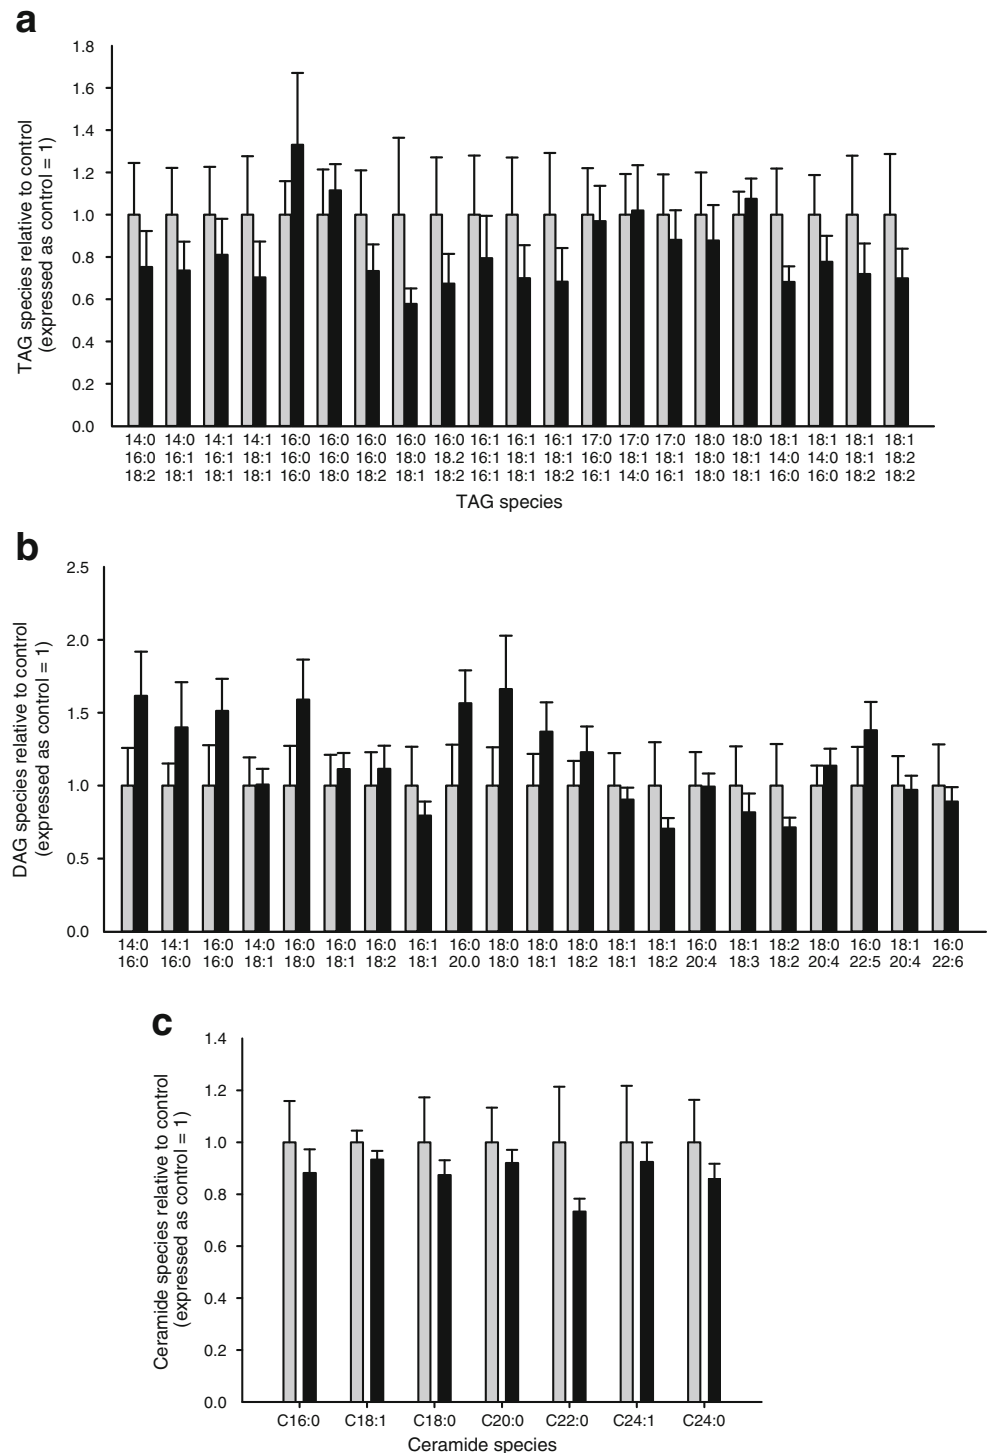 a
TAG species relative to control
(expressed as control = 1)
1.8
1.6
1.4
1.2
1.0
0.8
0.6
0.4
0.2
0.0
14:0 14:0 14:1 14:1 16:0 16:0 16:0 16:0 16:0 16:1 16:1 16:1 17:0 17:0 17:0 18:0 18:0 18:1 18:1 18:1 18:1
16:0 16:1 16:1 18:1 16:0 16:0 16:0 18:0 18.2 16:1 18:1 18:1 16:0 18:1 18:1 18:0 18:1 14:0 14:0 18:1 18:2
18:2 18:1 18:1 18:1 16:0 18:0 18:2 18:1 18:2 16:1 18:1 18:2 16:1 14:0 16:1 18:0 18:1 16:0 16:0 18:2 18:2
TAG species
b
DAG species relative to control
(expressed as control = 1)
2.5
2.0
1.5
1.0
0.5
0.0
14:0 14:1 16:0 14:0 16:0 16:0 16:0 16:1 16:0 18:0 18:0 18:0 18:1 18:1 16:0 18:1 18:2 18:0 16:0 18:1 16:0
16:0 16:0 16:0 18:1 18:0 18:1 18:2 18:1 20.0 18:0 18:1 18:2 18:1 18:2 20:4 18:3 18:2 20:4 22:5 20:4 22:6
c
Ceramide species relative to control
(expressed as control = 1)
1.4
1.2
1.0
0.8
0.6
0.4
0.2
0.0
C16:0 C18:1 C18:0 C20:0 C22:0 C24:1 C24:0
Ceramide species